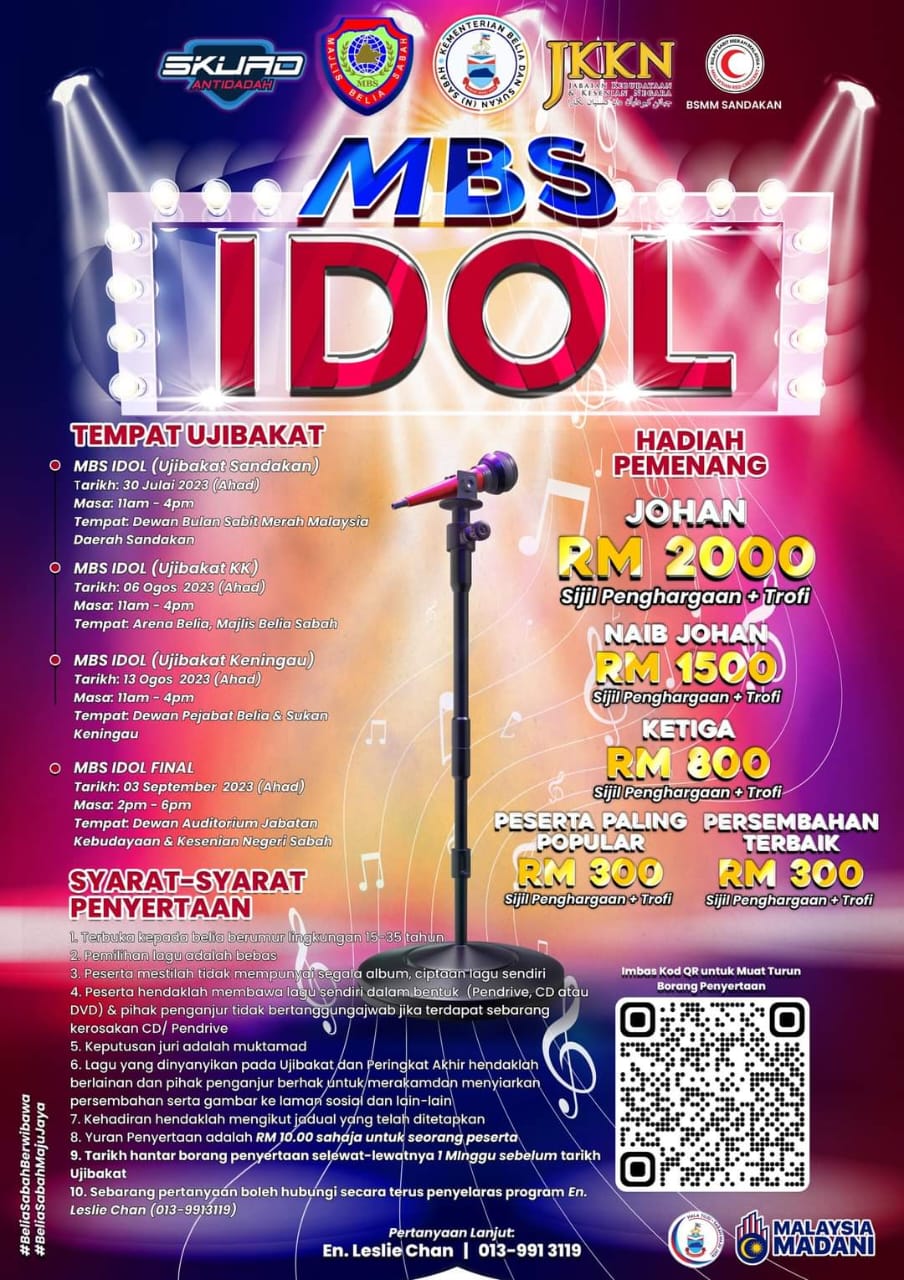 SKUAD
ANTIDADAH
MAJLIS BELIA SABAH
MBS
KEMENTERIAN BELIA DAN SUKAN (N) SABAH
JKKN
JABATAN KEBUDAYAAN
& KESENIAN NEGARA
BSMM SANDAKAN
MBS
IDOL
TEMPAT UJIBAKAT
MBS IDOL (Ujibakat Sandakan)
Tarikh: 30 Julai 2023 (Ahad)
Masa: 11am - 4pm
Tempat: Dewan Bulan Sabit Merah Malaysia
Daerah Sandakan
MBS IDOL (Ujibakat KK)
Tarikh: 06 Ogos 2023 (Ahad)
Masa: 11am - 4pm
Tempat: Arena Belia, Majlis Belia Sabah
MBS IDOL (Ujibakat Keningau)
Tarikh: 13 Ogos 2023 (Ahad)
Masa: 11am - 4pm
Tempat: Dewan Pejabat Belia & Sukan
Keningau
MBS IDOL FINAL
Tarikh: 03 September 2023 (Ahad)
Masa: 2pm - 6pm
Tempat: Dewan Auditorium Jabatan
Kebudayaan & Kesenian Negeri Sabah
HADIAH
PEMENANG
JOHAN
RM 2000
Sijil Penghargaan + Trofi
NAIB JOHAN
RM 1500
Sijil Penghargaan + Trofi
KETIGA
RM 800
Sijil Penghargaan + Trofi
PESERTA PALING
POPULAR
RM 300
Sijil Penghargaan + Trofi
PERSEMBAHAN
TERBAIK
RM 300
Sijil Penghargaan + Trofi
SYARAT-SYARAT
PENYERTAAN
1. Terbuka kepada belia berumur lingkungan 15-35 tahun
2. Pemilihan lagu adalah bebas
3. Peserta mestilah tidak mempunyai segala album, ciptaan lagu sendiri
4. Peserta hendaklah membawa lagu sendiri dalam bentuk (Pendrive, CD atau
DVD) & pihak penganjur tidak bertanggungajwab jika terdapat sebarang
kerosakan CD/ Pendrive
5. Keputusan juri adalah muktamad
6. Lagu yang dinyanyikan pada Ujibakat dan Peringkat Akhir hendaklah
berlainan dan pihak penganjur berhak untuk merakamdan menyiarkan
persembahan serta gambar ke laman sosial dan lain-lain
7. Kehadiran hendaklah mengikut jadual yang telah ditetapkan
8. Yuran Penyertaan adalah RM 10.00 sahaja untuk seorang peserta
9. Tarikh hantar borang penyertaan selewat-lewatnya 1 MInggu sebelum tarikh
Ujibakat
10. Sebarang pertanyaan boleh hubungi secara terus penyelaras program En.
Leslie Chan (013-9913119)
Imbas Kod QR untuk Muat Turun
Borang Penyertaan
#BeliaSabahBerwibawa
#BeliaSabahMajuJaya
Pertanyaan Lanjut:
En. Leslie Chan | 013-991 3119
MALAYSIA
MADANI